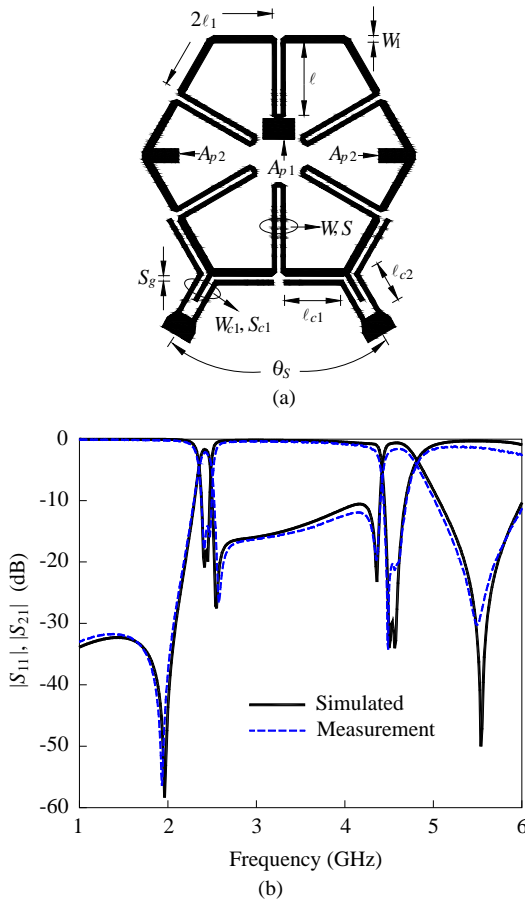 2ℓ1
W1
ℓ
Ap2
Ap1
Ap2
W, S
Sg
ℓc2
ℓc1
Wc1, Sc1
θS
(a)
|S11|, |S21| (dB)
0
-10
-20
-30
-40
-50
-60
Simulated
Measurement
1 2 3 4 5 6
Frequency (GHz)
(b)